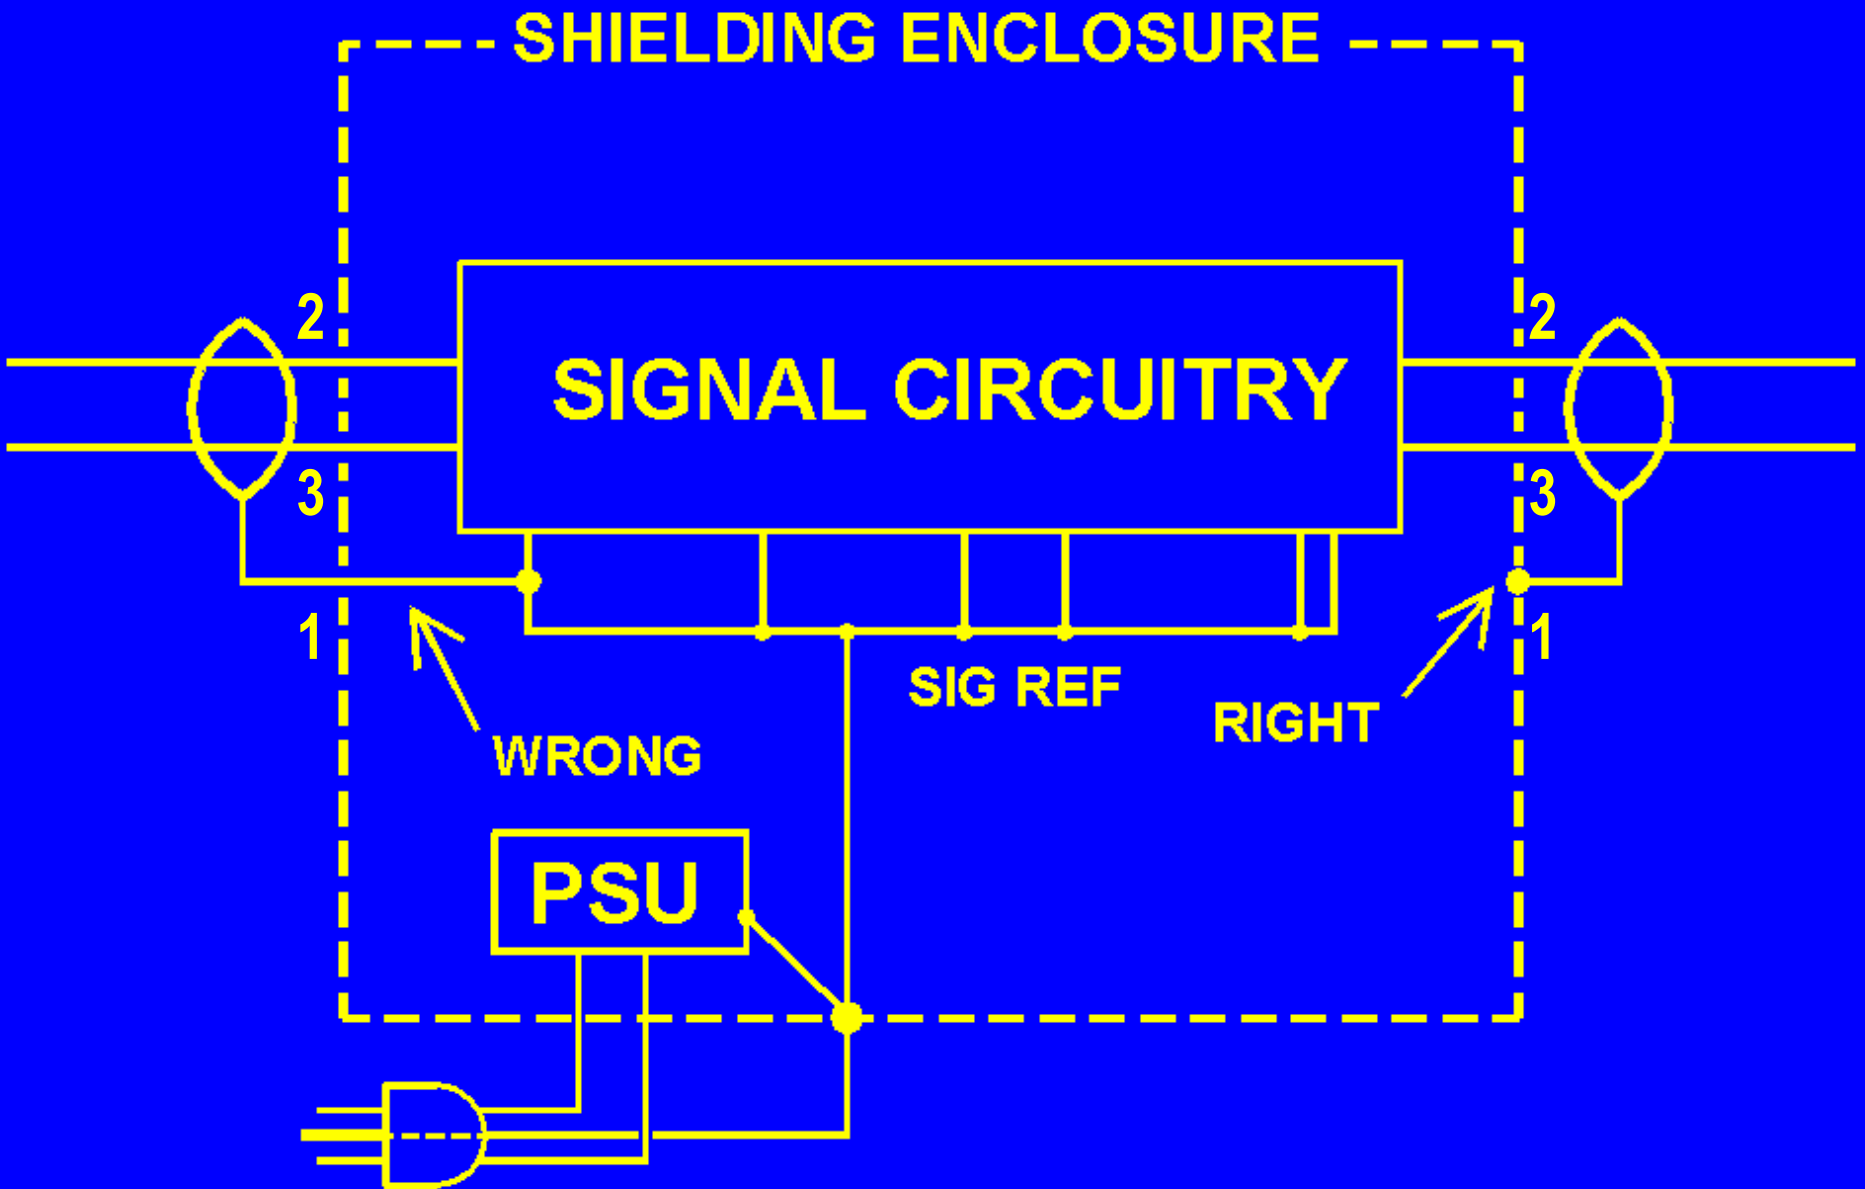 SHIELDING ENCLOSURE
2
2
SIGNAL CIRCUITRY
3
3
1
1
SIG REF
RIGHT
WRONG
PSU